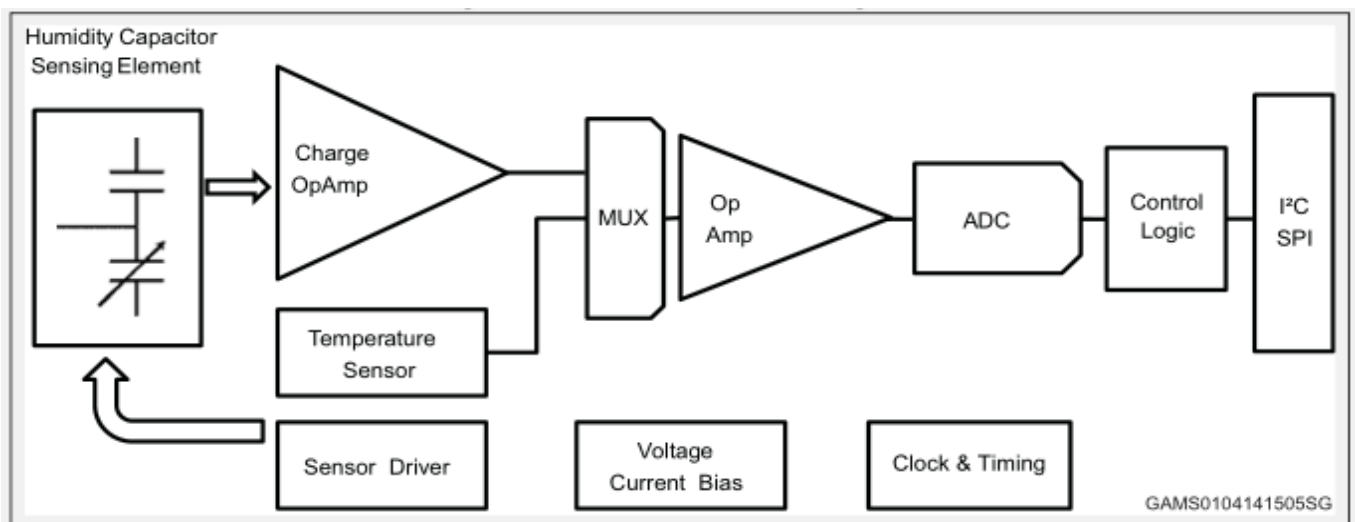 Humidity Capacitor
Sensing Element
Charge
OpAmp
MUX
Op
Amp
ADC
Control
Logic
I²C
SPI
Temperature
Sensor
Sensor Driver
Voltage
Current Bias
Clock & Timing
GAMS0104141505SG